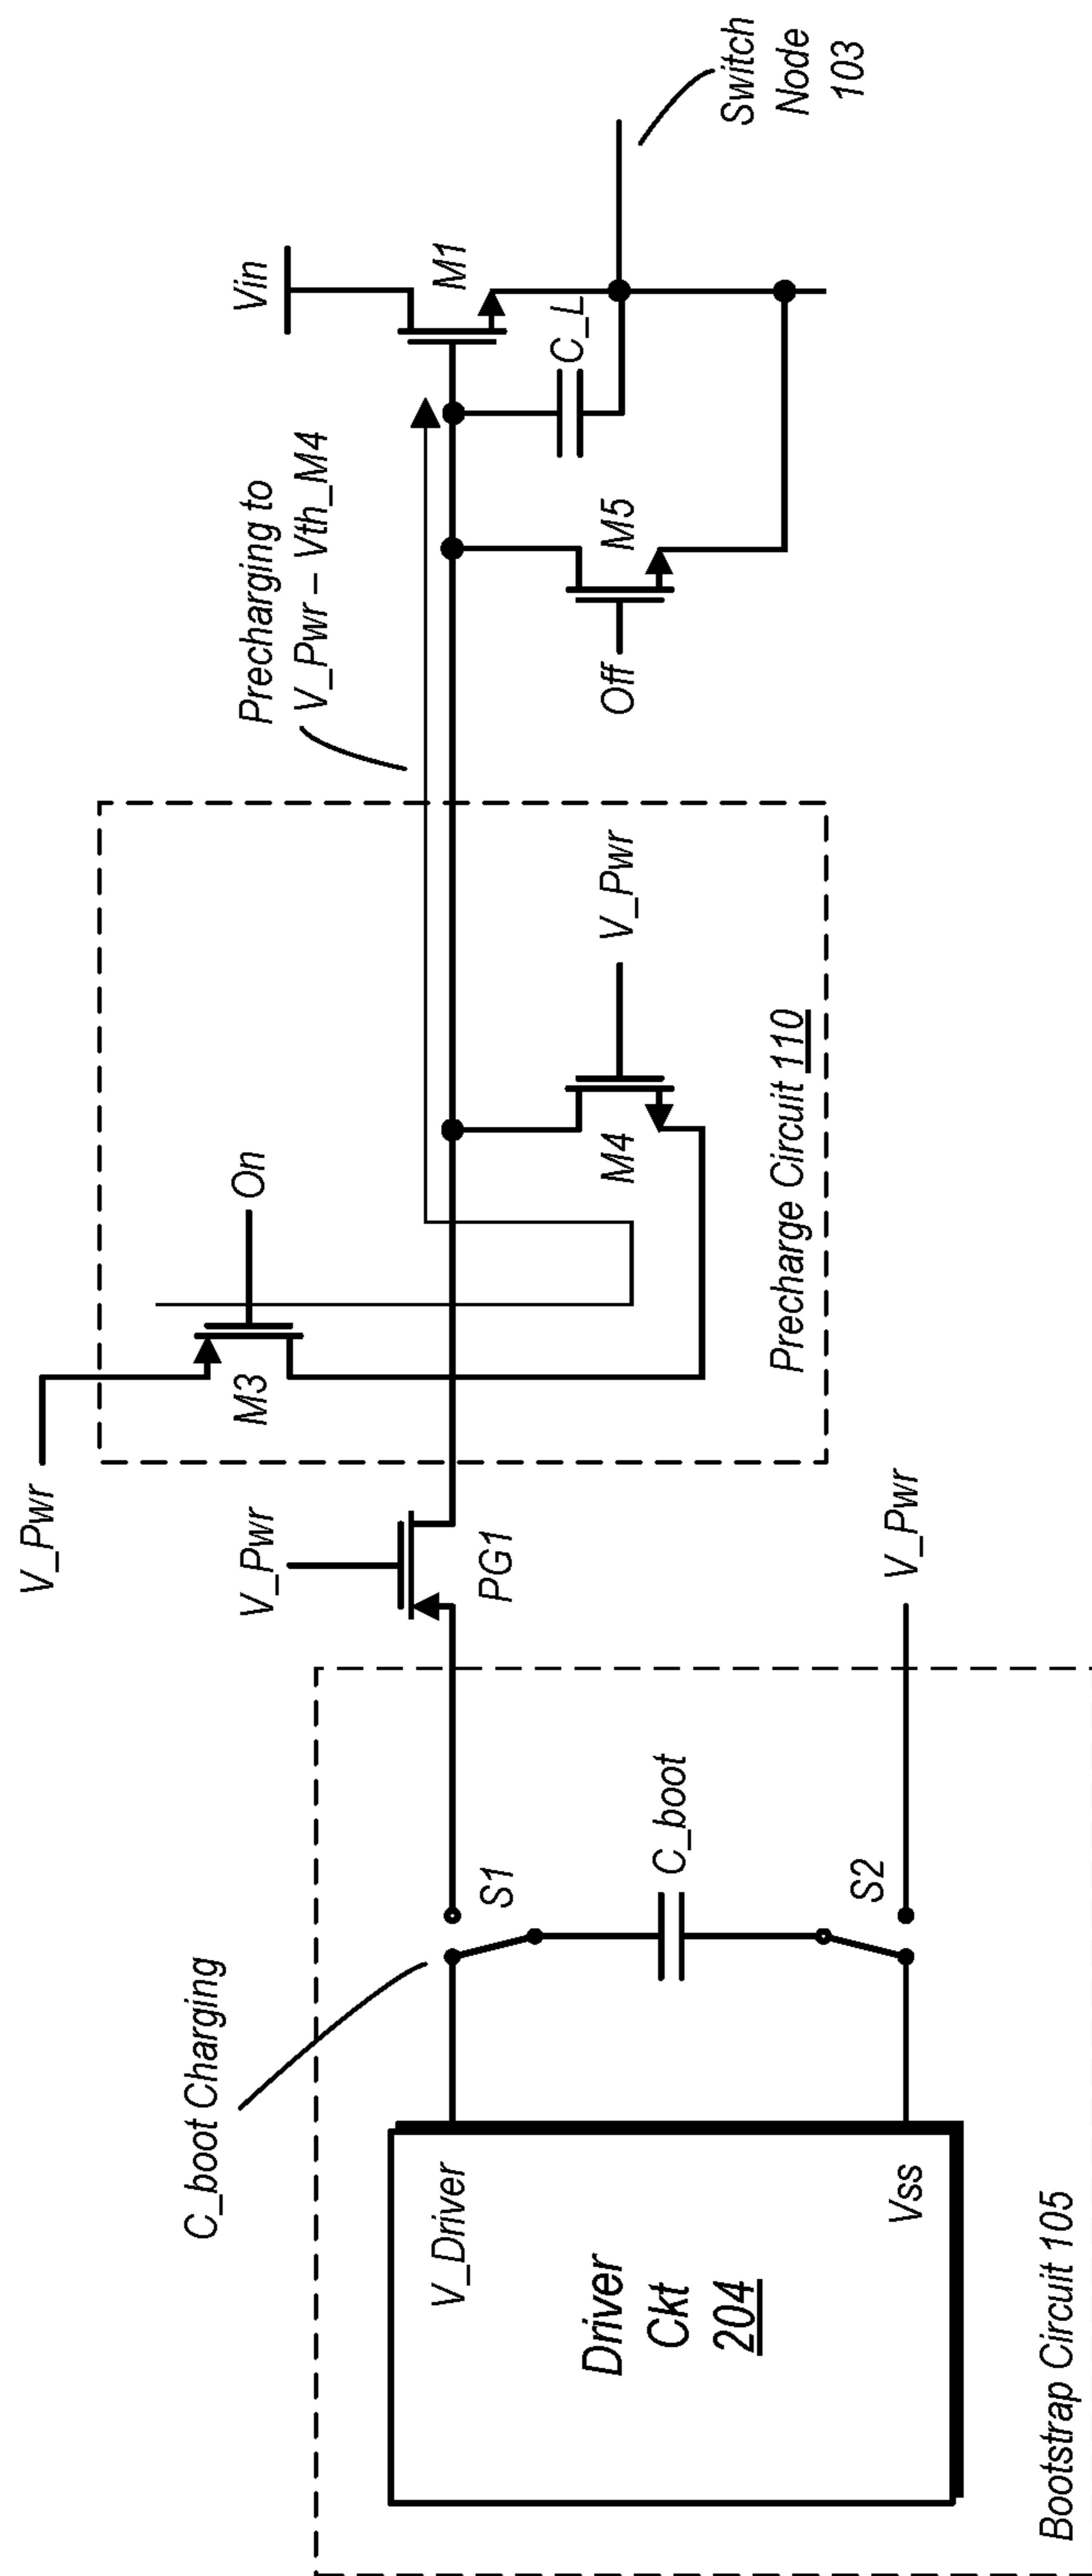 C_boot Charging
V_Driver
Driver
Ckt
204
Vss
Bootstrap Circuit 105
S1
C_boot
S2
V_Pwr
V_Pwr
PG1
V_Pwr
M3
On
M4
V_Pwr
Precharge Circuit 110
Precharging to
V_Pwr – Vth_M4
Off
M5
C_L
Vin
M1
Switch
Node
103